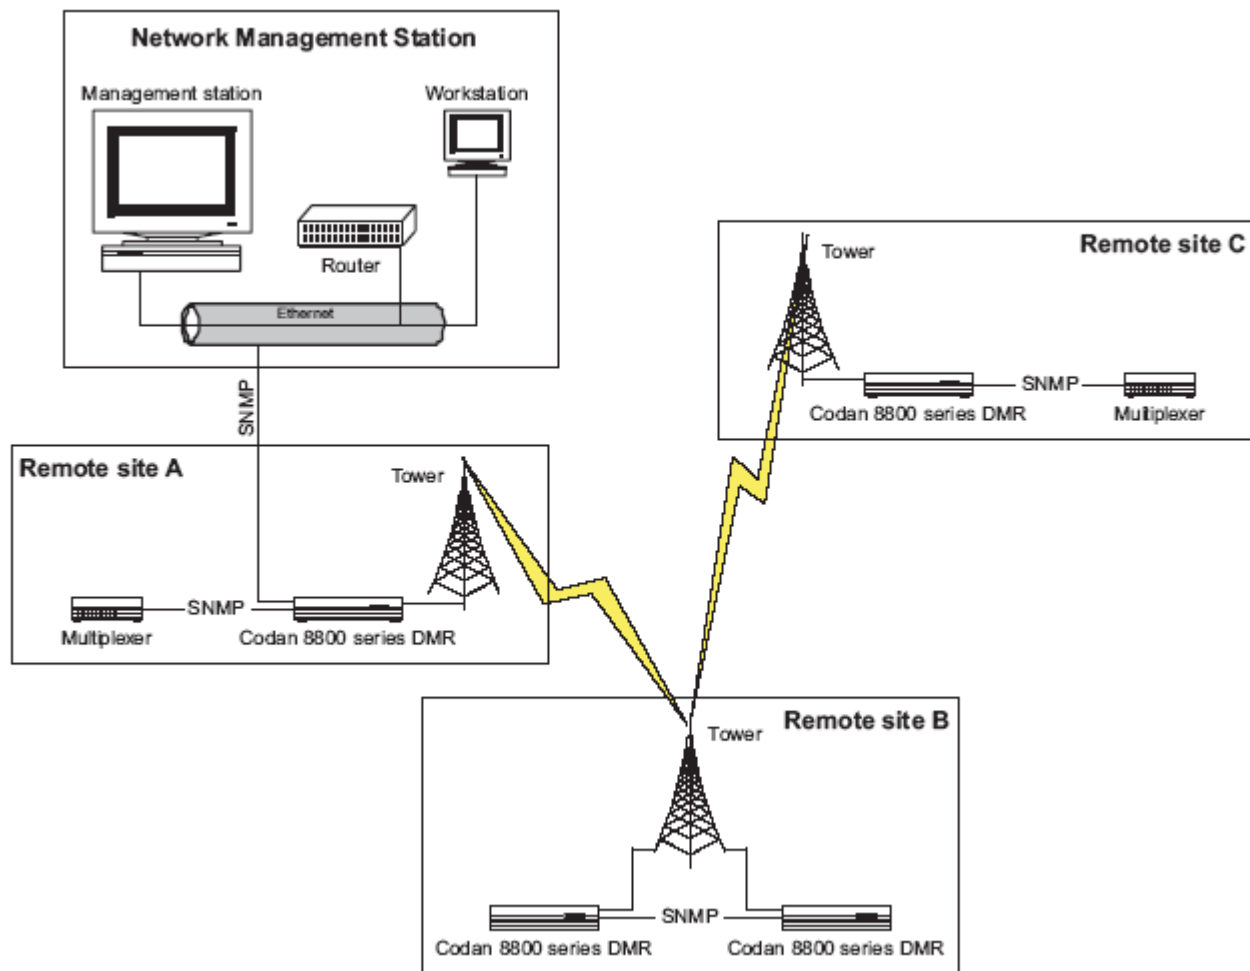 Network Management Station
Management station
Workstation
Router
Ethernet
SNMP
Remote site C
Tower
Codan 8800 series DMR
SNMP
Multiplexer
Remote site A
Tower
Multiplexer
SNMP
Codan 8800 series DMR
Remote site B
Tower
SNMP
Codan 8800 series DMR
Codan 8800 series DMR